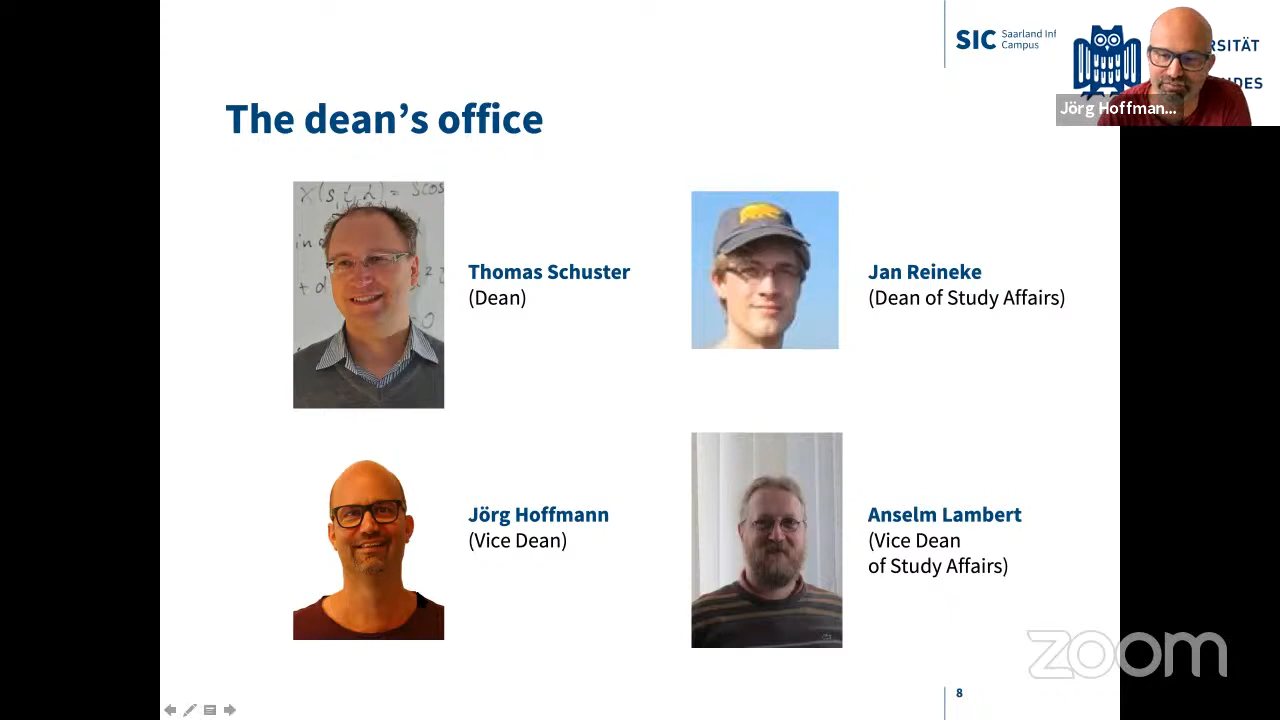 SIC Saarland Inf
Campus
RSITÄT
DES
Jörg Hoffman...
The dean's office
X(s,t,λ) =
Thomas Schuster
(Dean)
Jan Reineke
(Dean of Study Affairs)
Jörg Hoffmann
(Vice Dean)
Anselm Lambert
(Vice Dean
of Study Affairs)
zoom
8